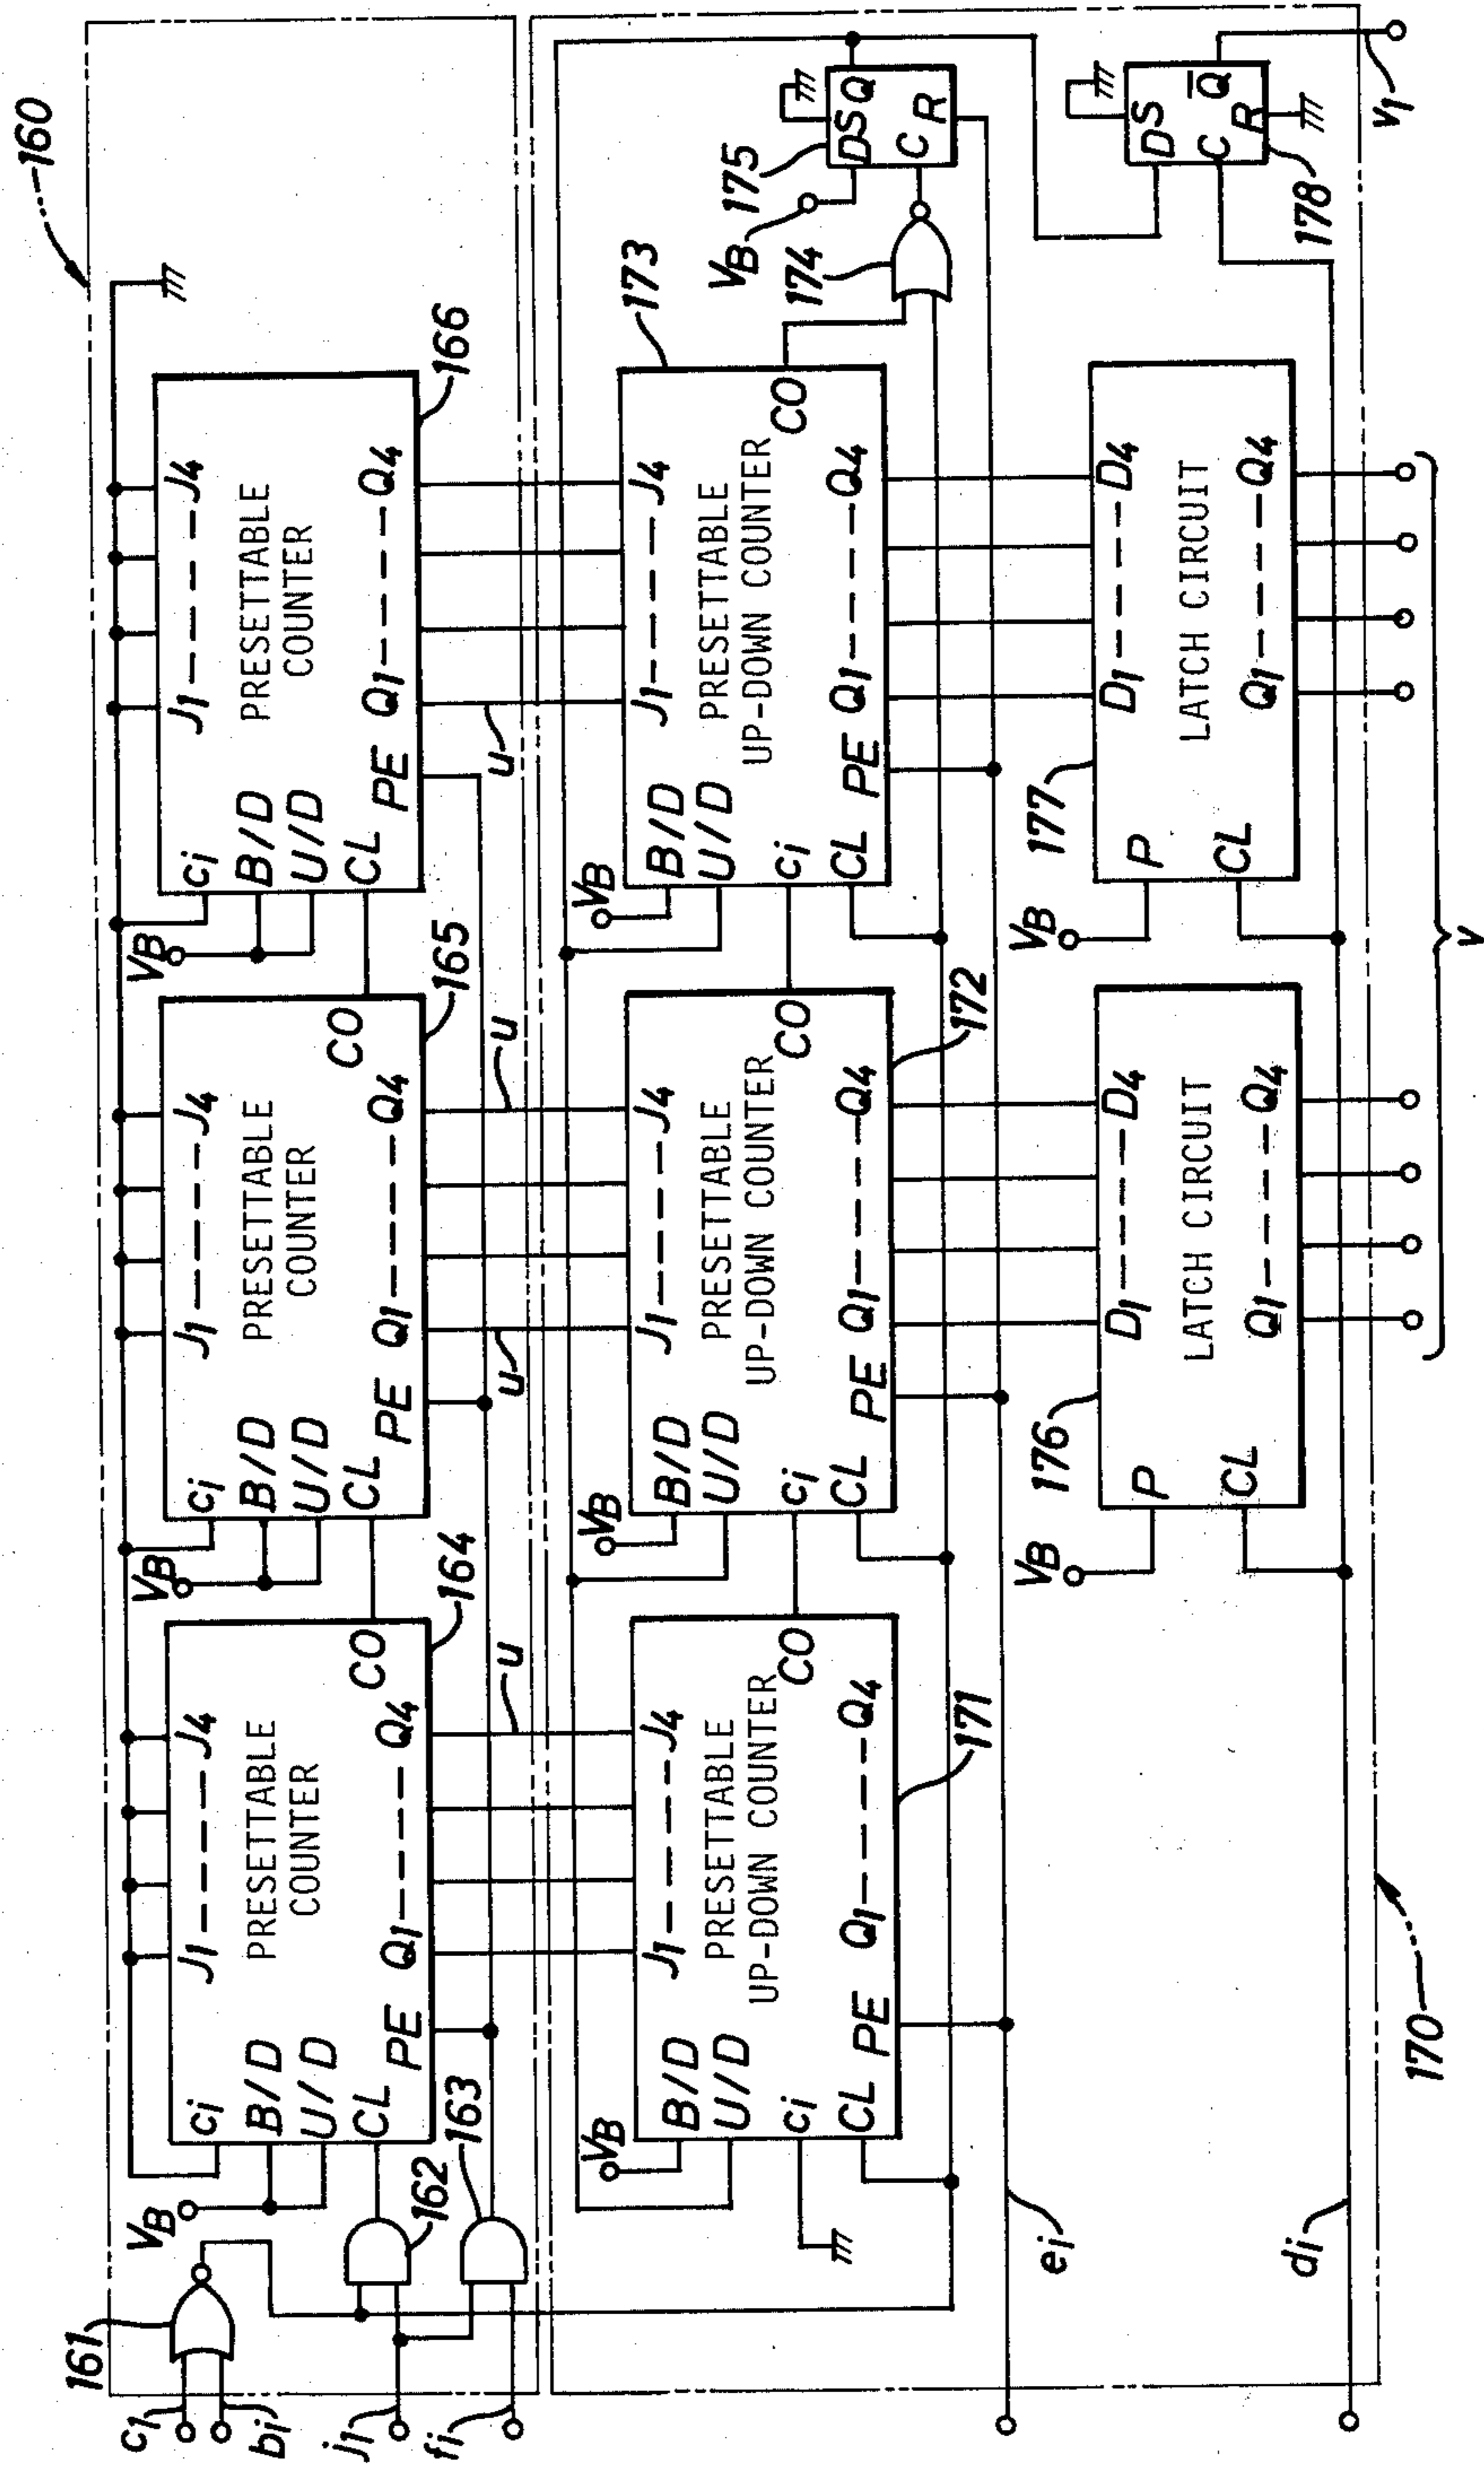 160
161
c1
bi
j1
fi
VB
162
163
ci
B/D
U/D
CL
PE
J1-----J4
PRESETTABLE
COUNTER
Q1-----Q4
CO
164
VB
ci
B/D
U/D
CL
PE
J1-----J4
PRESETTABLE
COUNTER
Q1-----Q4
CO
165
VB
ci
B/D
U/D
CL
PE
J1-----J4
PRESETTABLE
COUNTER
Q1-----Q4
166
u
u
u
u
VB
B/D
U/D
ci
CL
PE
J1-----J4
PRESETTABLE
UP-DOWN COUNTER
Q1-----Q4
CO
171
VB
B/D
U/D
ci
CL
PE
J1-----J4
PRESETTABLE
UP-DOWN COUNTER
Q1-----Q4
CO
172
VB
B/D
U/D
ci
CL
PE
J1-----J4
PRESETTABLE
UP-DOWN COUNTER
Q1-----Q4
CO
173
VB
174
175
D S Q
C R
ei
di
VB
176
P
CL
D1-----D4
LATCH CIRCUIT
Q1-----Q4
VB
177
P
CL
D1-----D4
LATCH CIRCUIT
Q1-----Q4
D S
C Q
R
178
v1
v
170